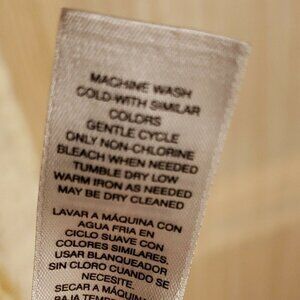 MACHINE WASH
COLD-WITH SIMILAR
COLORS
GENTLE CYCLE
ONLY NON-CHLORINE
BLEACH WHEN NEEDED
TUMBLE DRY LOW
WARM IRON AS NEEDED
MAY BE DRY CLEANED
LAVAR A MÁQUINA CON
AGUA FRIA EN
CICLO SUAVE CON
COLORES SIMILARES.
USAR BLANQUEADOR
SIN CLORO CUANDO SE
NECESITE.
SECAR A MÁQUINA
BAJA